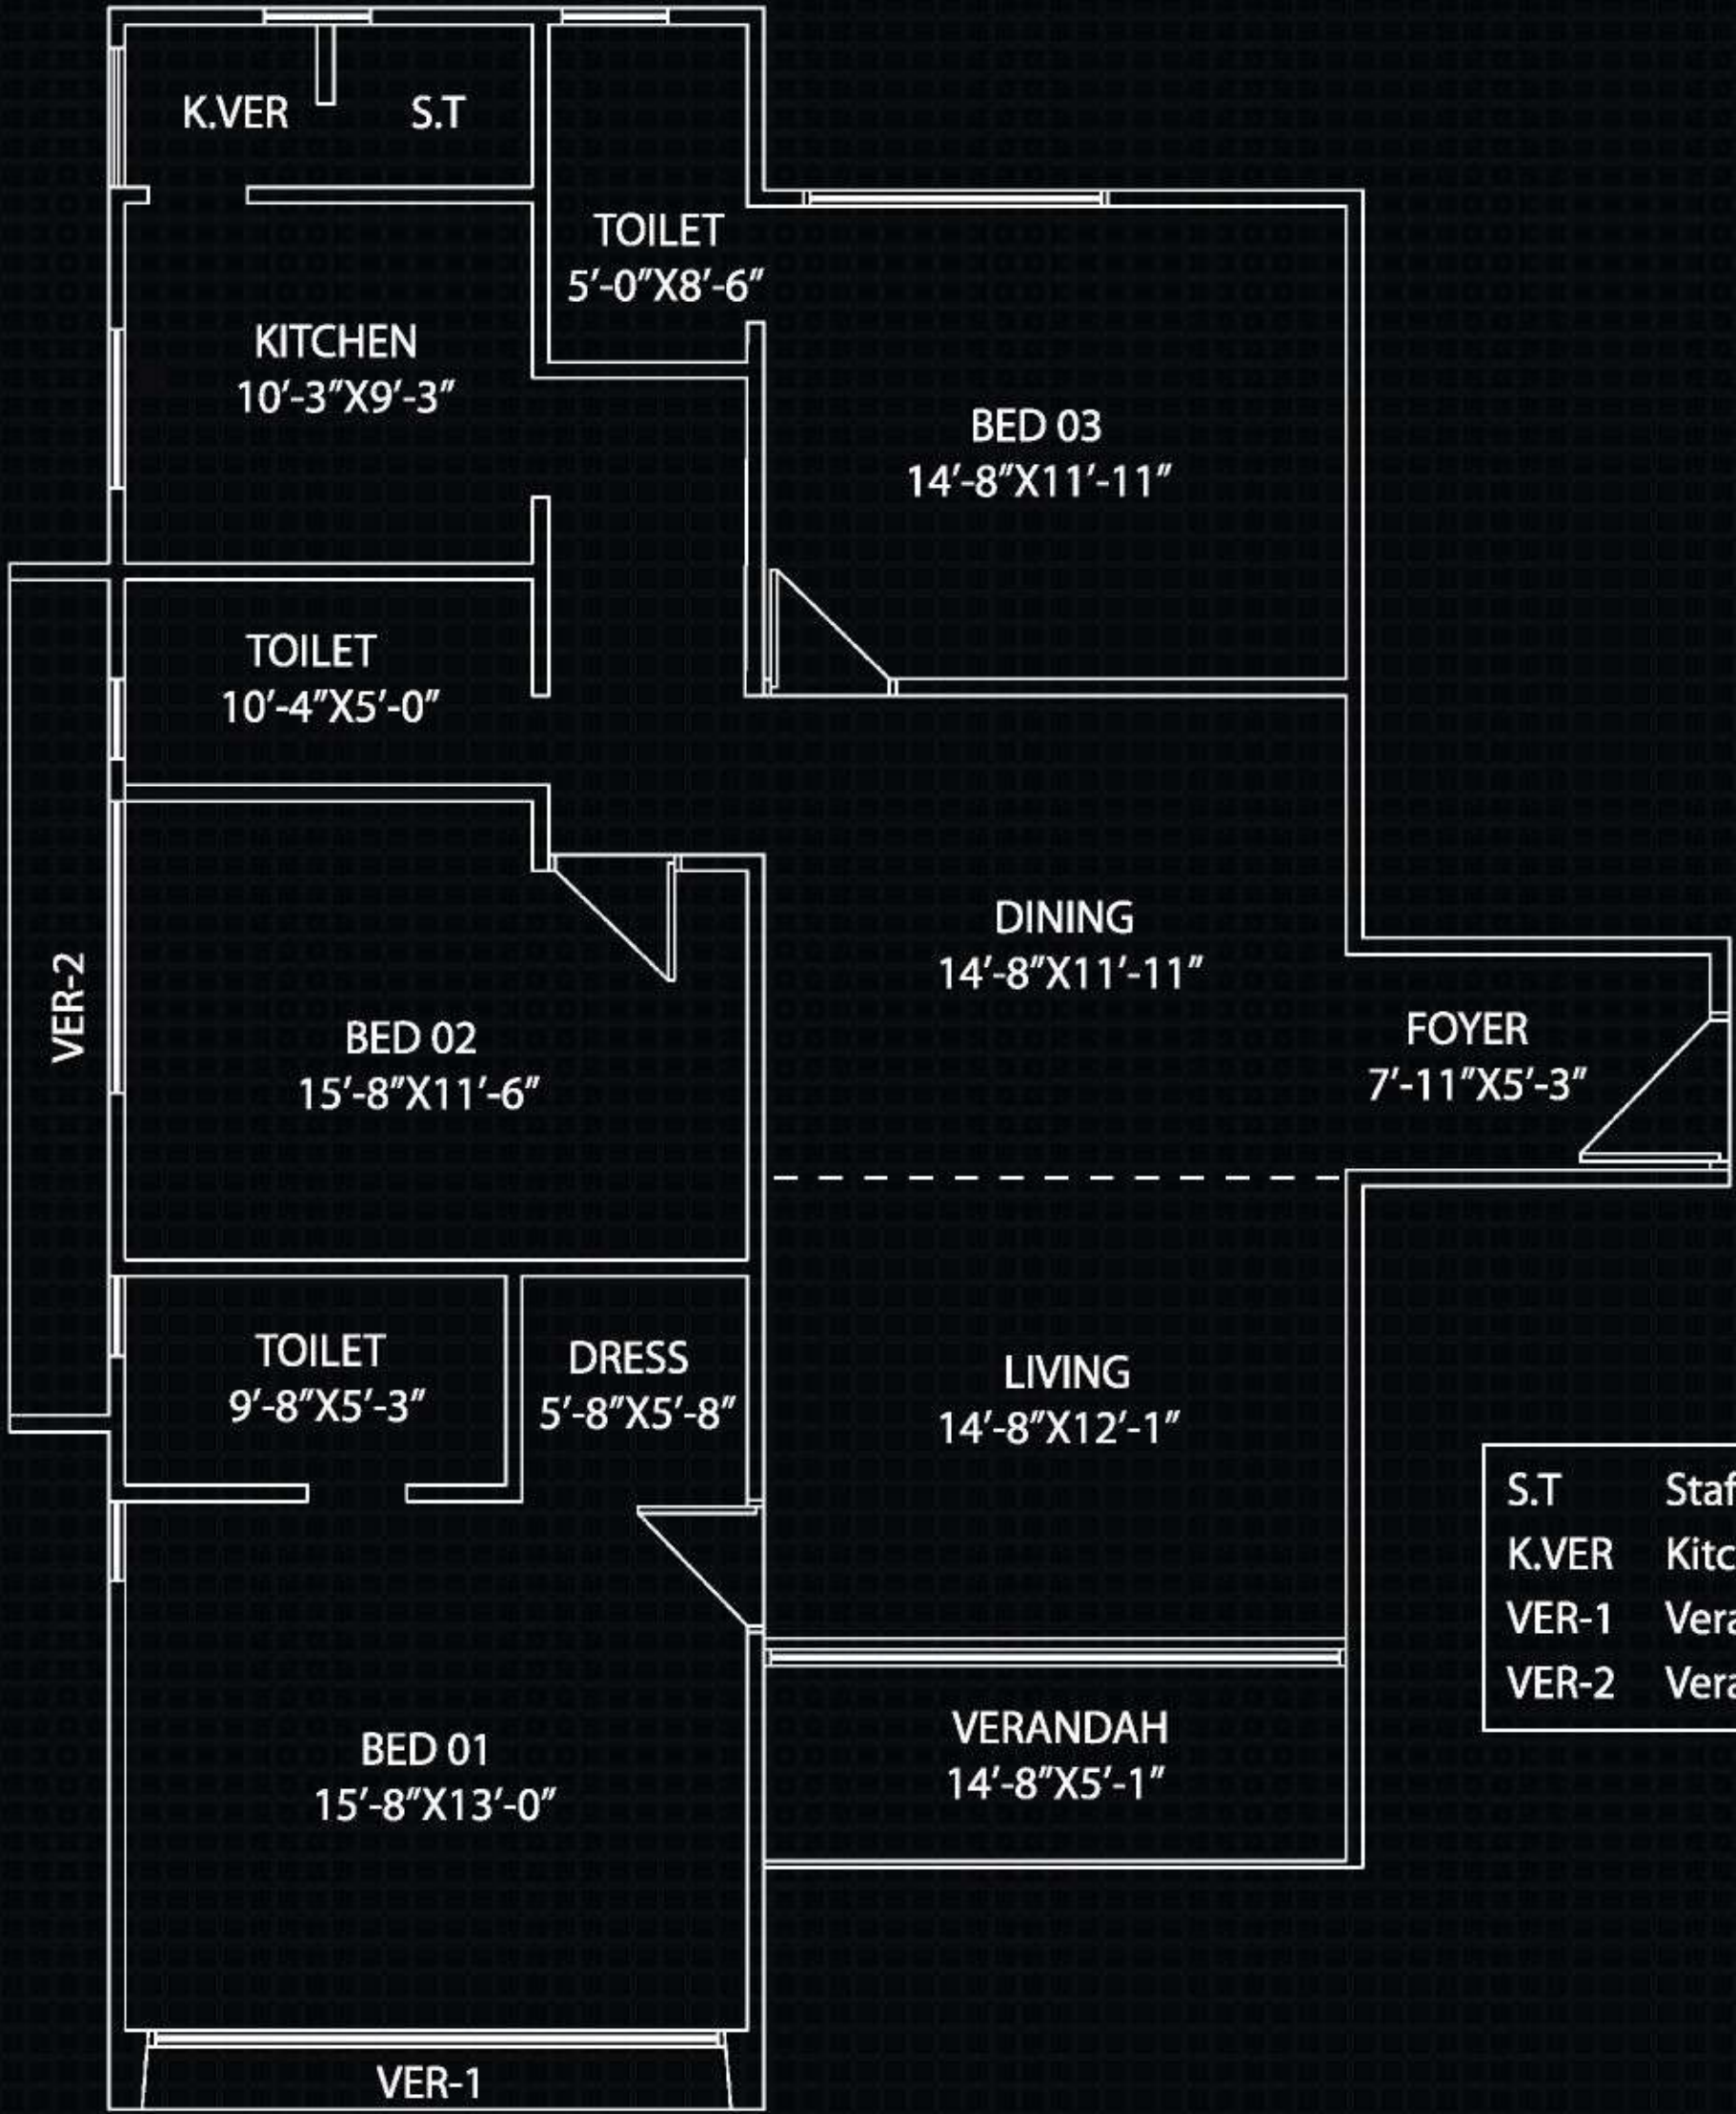 K.VER
S.T
TOILET
5'-0"X8'-6"
KITCHEN
10'-3"X9'-3"
BED 03
14'-8"X11'-11"
TOILET
10'-4"X5'-0"
VER-2
DINING
14'-8"X11'-11"
BED 02
15'-8"X11'-6"
FOYER
7'-11"X5'-3"
TOILET
9'-8"X5'-3"
DRESS
5'-8"X5'-8"
LIVING
14'-8"X12'-1"
S.T
K.VER
VER-1
VER-2
VERANDAH
14'-8"X5'-1"
BED 01
15'-8"X13'-0"
VER-1